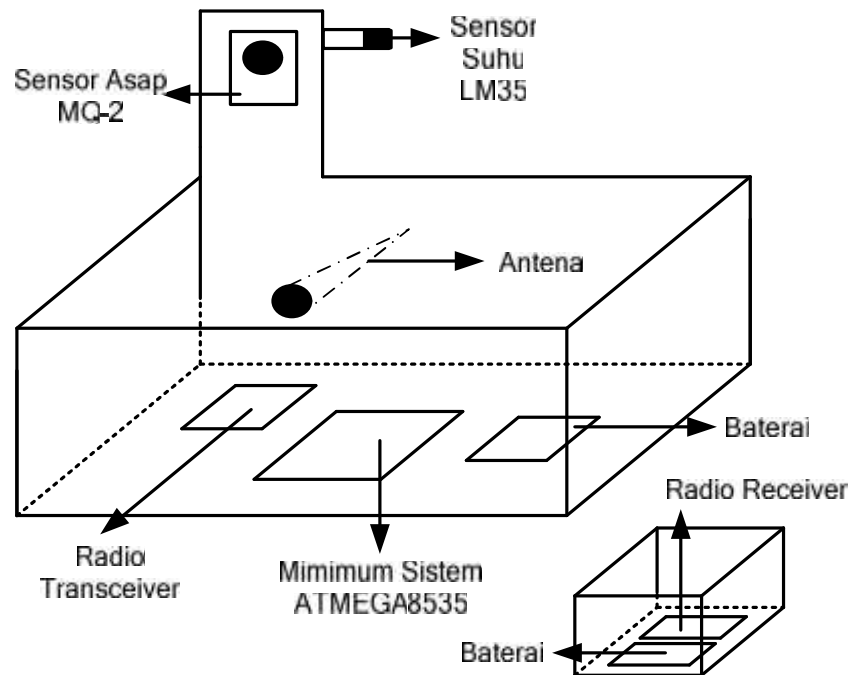 Sensor
Suhu
LM35
Sensor Asap
MQ-2
Antena
Baterai
Radio Receiver
Radio
Transceiver
Mimimum Sistem
ATMEGA8535
Baterai